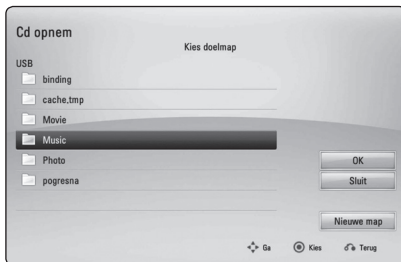 Cd opnem
Kies doelmap
USB
binding
cache,tmp
Movie
Music
Photo
pogresna
OK
Sluit
Nieuwe map
Ga Kies Terug